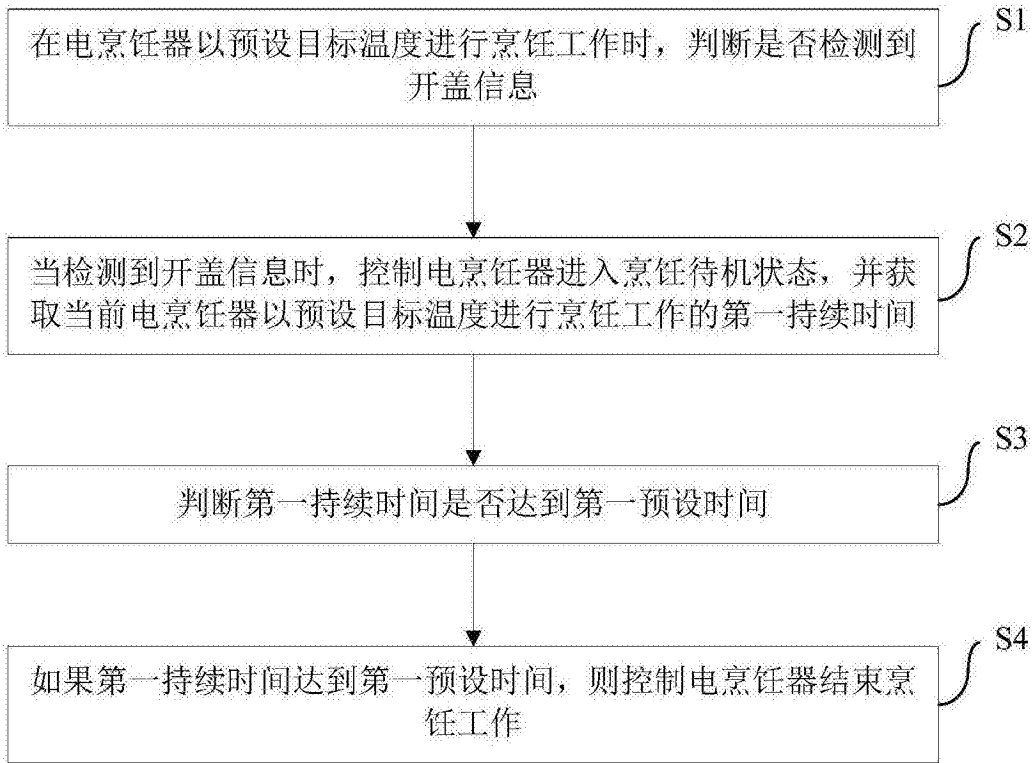 在电烹饪器以预设目标温度进行烹饪工作时，判断是否检测到
开盖信息
S1
当检测到开盖信息时，控制电烹饪器进入烹饪待机状态，并获
取当前电烹饪器以预设目标温度进行烹饪工作的第一持续时间
S2
判断第一持续时间是否达到第一预设时间
S3
如果第一持续时间达到第一预设时间，则控制电烹饪器结束烹
饪工作
S4